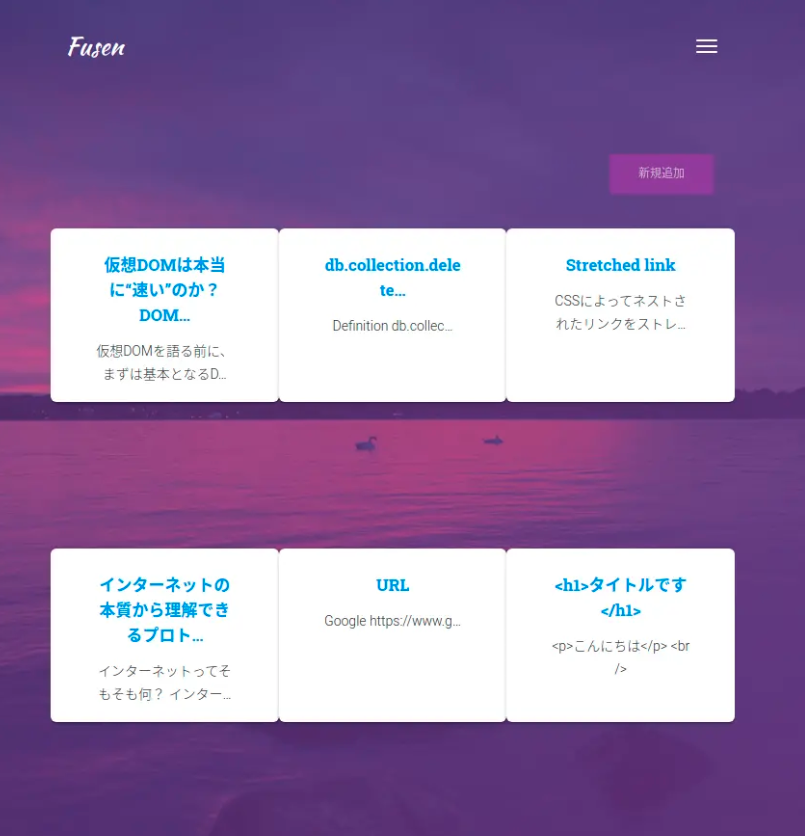 Fusen
新規追加
仮想DOMは本当
に“速い”のか？
DOM...
仮想DOMを語る前に、
まずは基本となるD...
db.collection.dele
te...
Definition db.collec...
Stretched link
CSSによってネストさ
れたリンクをストレ...
インターネットの
本質から理解でき
るプロト...
インターネットってそ
もそも何？ インター...
URL
Google https://www.g...
<h1>タイトルです
</h1>
<p>こんにちは</p> <br
/>